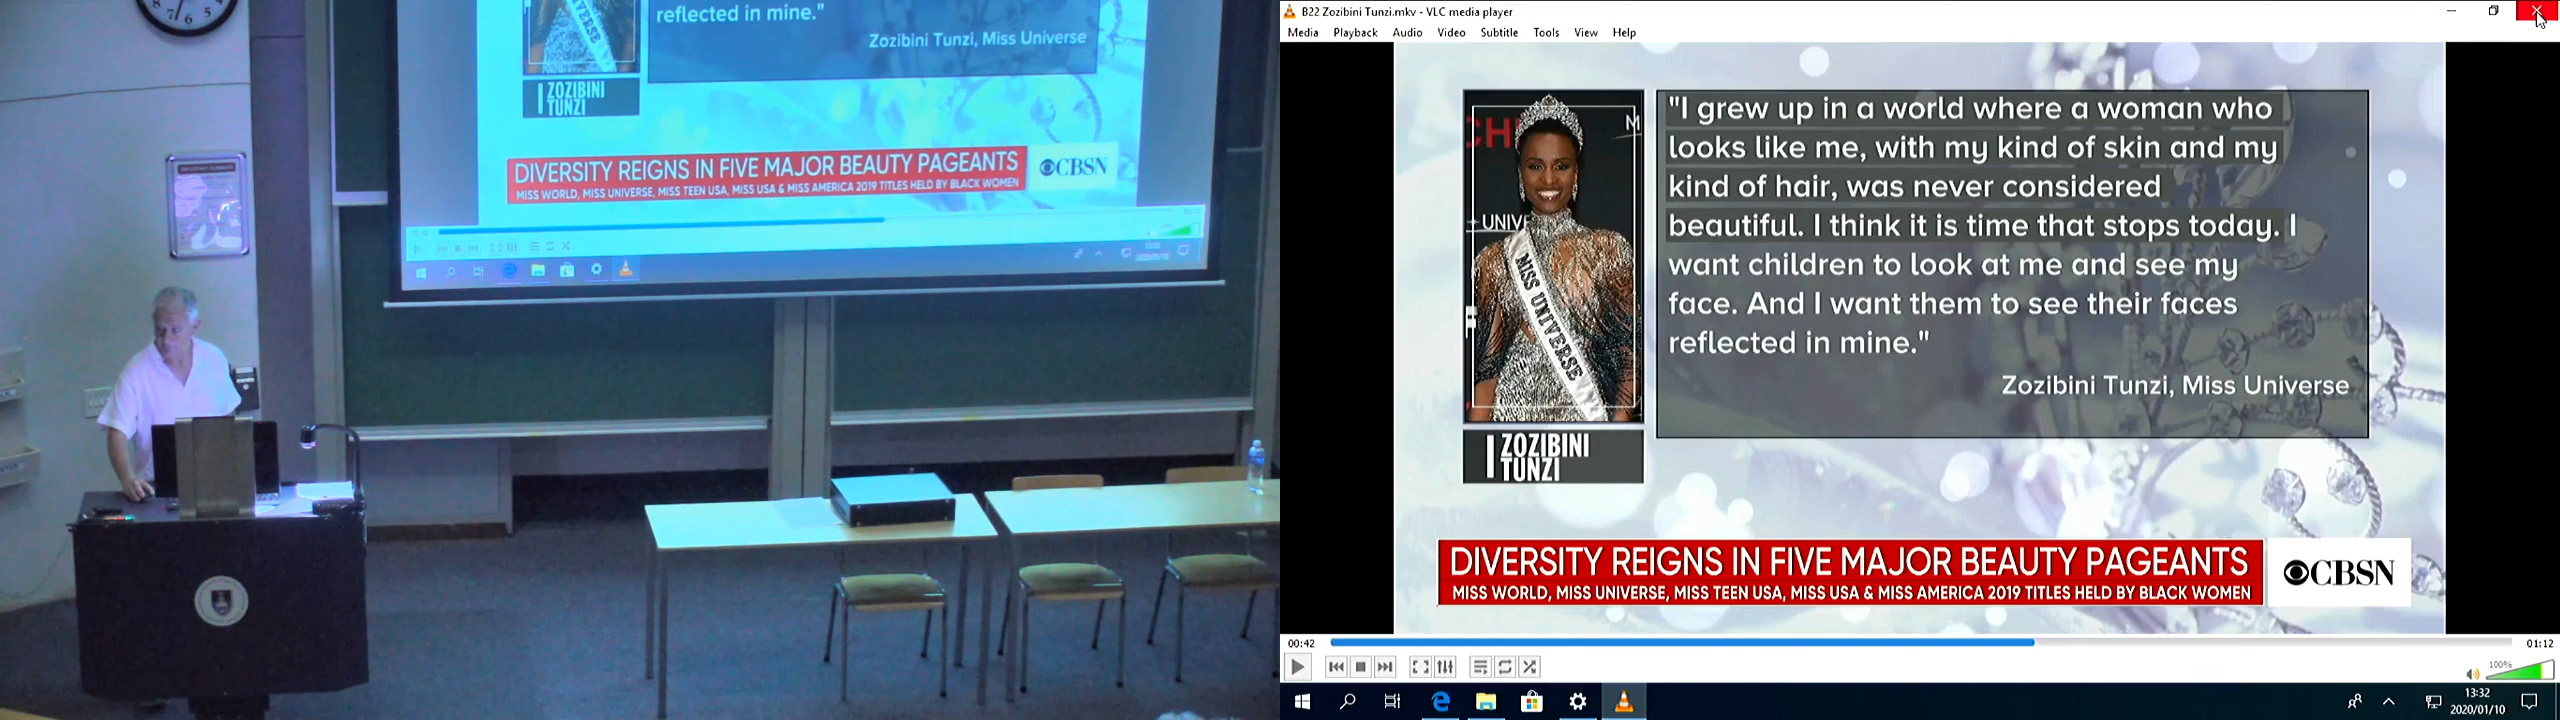 reflected in mine."
Zozibini Tunzi, Miss Universe
UNIVERSE
ZOZIBINI
TUNZI
DIVERSITY REIGNS IN FIVE MAJOR BEAUTY PAGEANTS
MISS WORLD, MISS UNIVERSE, MISS TEEN USA, MISS USA & MISS AMERICA 2019 TITLES HELD BY BLACK WOMEN
CBSN
B22 Zozibini Tunzi.mkv - VLC media player
Media Playback Audio Video Subtitle Tools View Help
"I grew up in a world where a woman who
looks like me, with my kind of skin and my
kind of hair, was never considered
beautiful. I think it is time that stops today. I
want children to look at me and see my
face. And I want them to see their faces
reflected in mine."
Zozibini Tunzi, Miss Universe
CH M
UNIVE
MISS UNIVERSE
ZOZIBINI
TUNZI
DIVERSITY REIGNS IN FIVE MAJOR BEAUTY PAGEANTS
MISS WORLD, MISS UNIVERSE, MISS TEEN USA, MISS USA & MISS AMERICA 2019 TITLES HELD BY BLACK WOMEN
CBSN
00:42 01:12
100%
13:32
2020/01/10